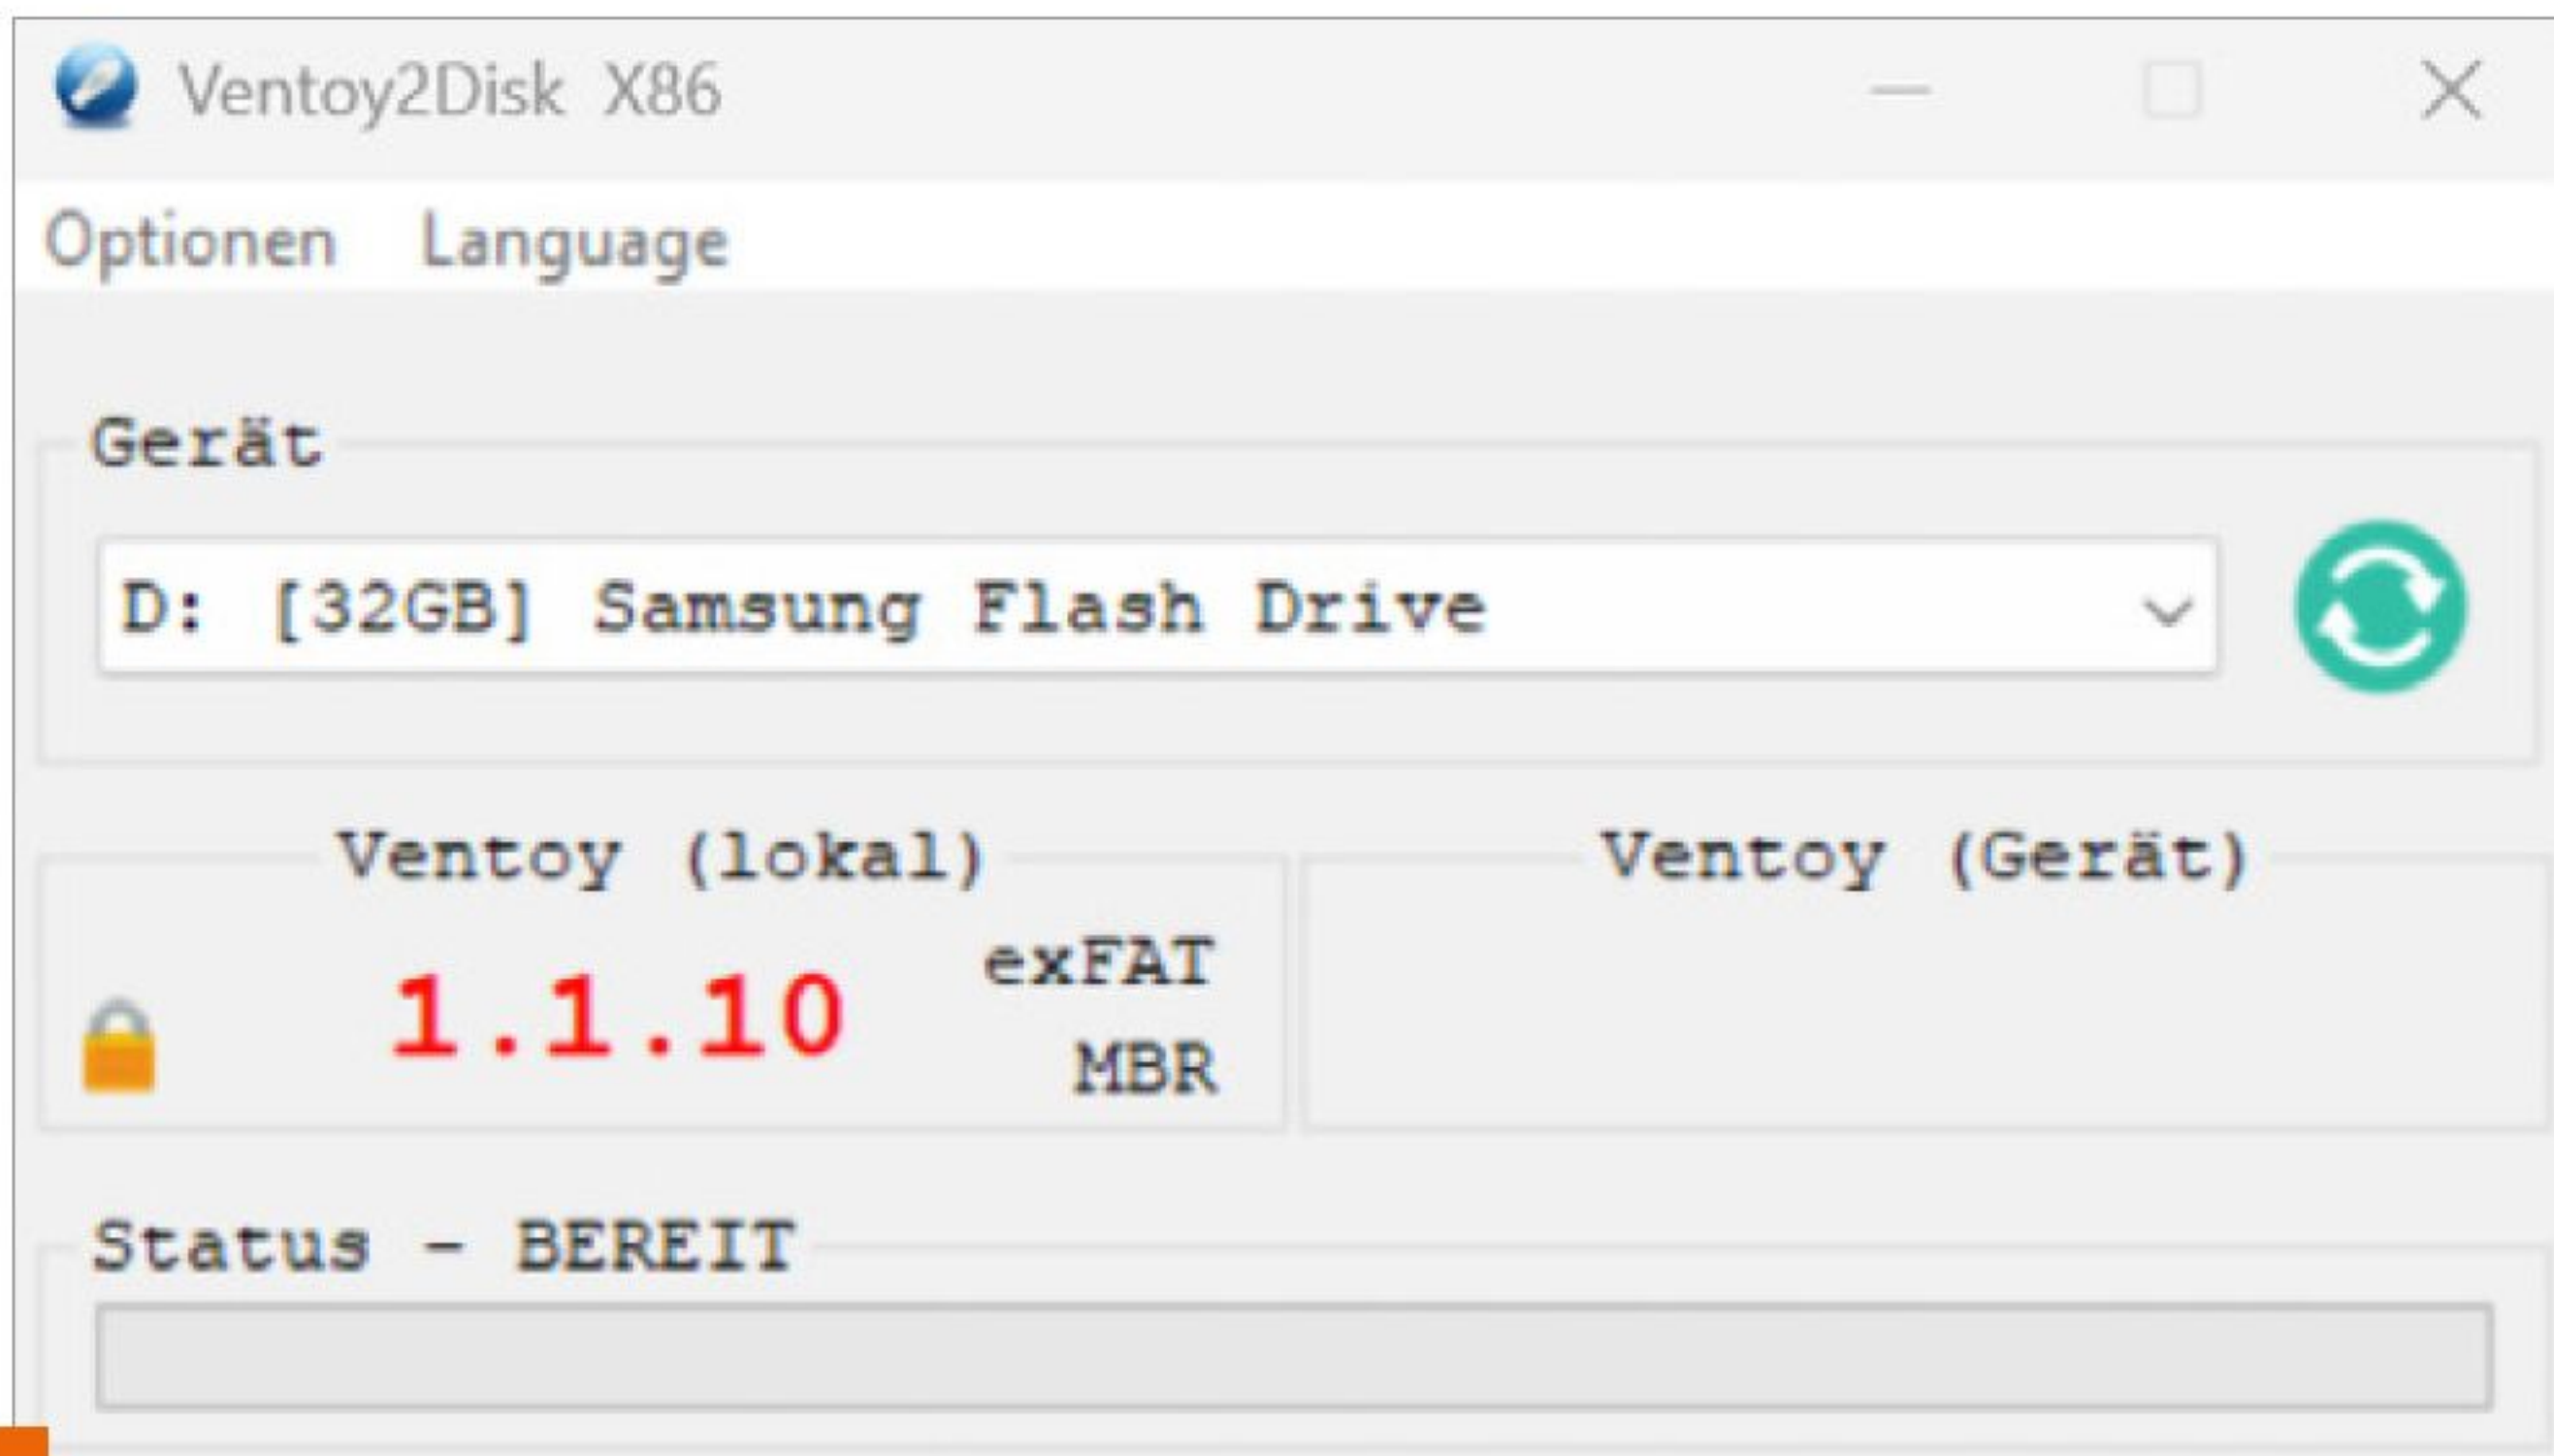 Ventoy2Disk X86
Optionen Language
Gerät
D: [32GB] Samsung Flash Drive
Ventoy (lokal) Ventoy (Gerät)
1.1.10
exFAT
MBR
Status - BEREIT